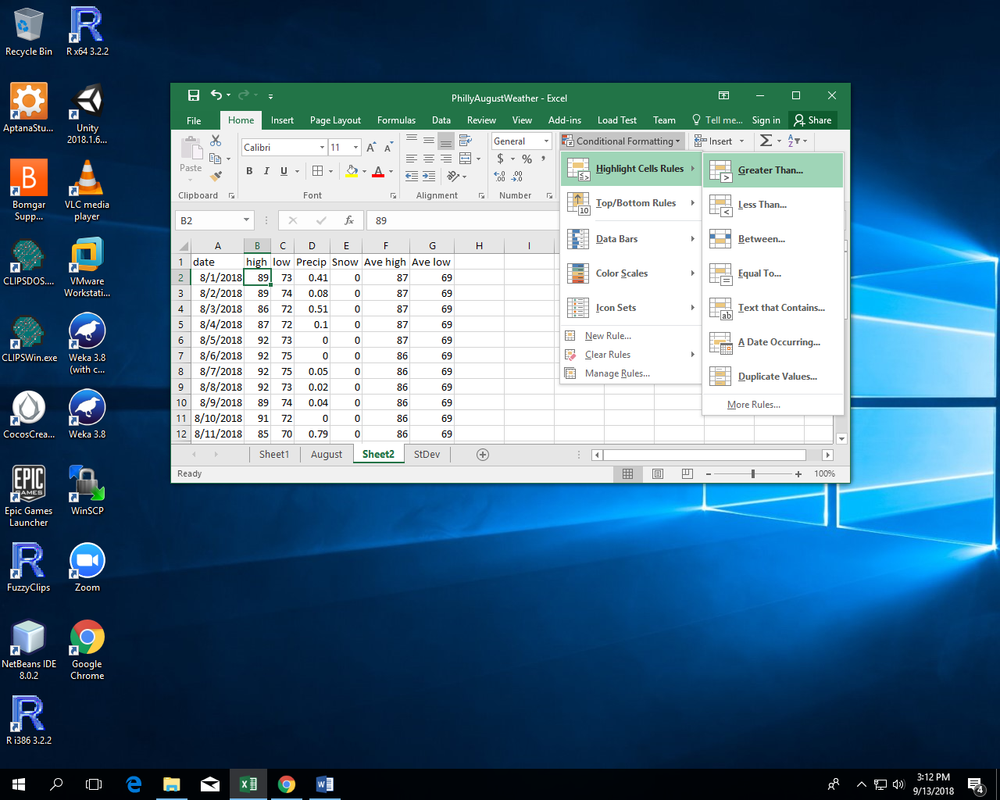 Recycle Bin
R x64 3.2.2
AptanaStu...
Unity
2018.1.6...
Bomgar
Supp...
VLC media
player
CLIPSDOS....
VMware
Workstati...
CLIPSWin.exe
Weka 3.8
(with c...
CocosCrea...
Weka 3.8
EPIC
GAMES
Epic Games
Launcher
WinSCP
FuzzyClips
Zoom
NetBeans IDE
8.0.2
Google
Chrome
R i386 3.2.2
PhillyAugustWeather - Excel
File Home Insert Page Layout Formulas Data Review View Add-ins Load Test Team Tell me... Sign in Share
Paste
Calibri 11
B I U
Clipboard Font Alignment Number
General
$ % ,
Conditional Formatting
Insert
Highlight Cells Rules
Top/Bottom Rules
Data Bars
Color Scales
Icon Sets
New Rule...
Clear Rules
Manage Rules...
Greater Than...
Less Than...
Between...
Equal To...
Text that Contains...
A Date Occurring...
Duplicate Values...
More Rules...
B2 fx 89
A B C D E F G H I
1 date high low Precip Snow Ave high Ave low
2 8/1/2018 89 73 0.41 0 87 69
3 8/2/2018 89 74 0.08 0 87 69
4 8/3/2018 86 72 0.51 0 87 69
5 8/4/2018 87 72 0.1 0 87 69
6 8/5/2018 92 73 0 0 87 69
7 8/6/2018 92 75 0 0 86 69
8 8/7/2018 92 75 0.05 0 86 69
9 8/8/2018 92 73 0.02 0 86 69
10 8/9/2018 89 74 0.04 0 86 69
11 8/10/2018 91 72 0 0 86 69
12 8/11/2018 85 70 0.79 0 86 69
Sheet1 August Sheet2 StDev
Ready
100%
3:12 PM
9/13/2018
4